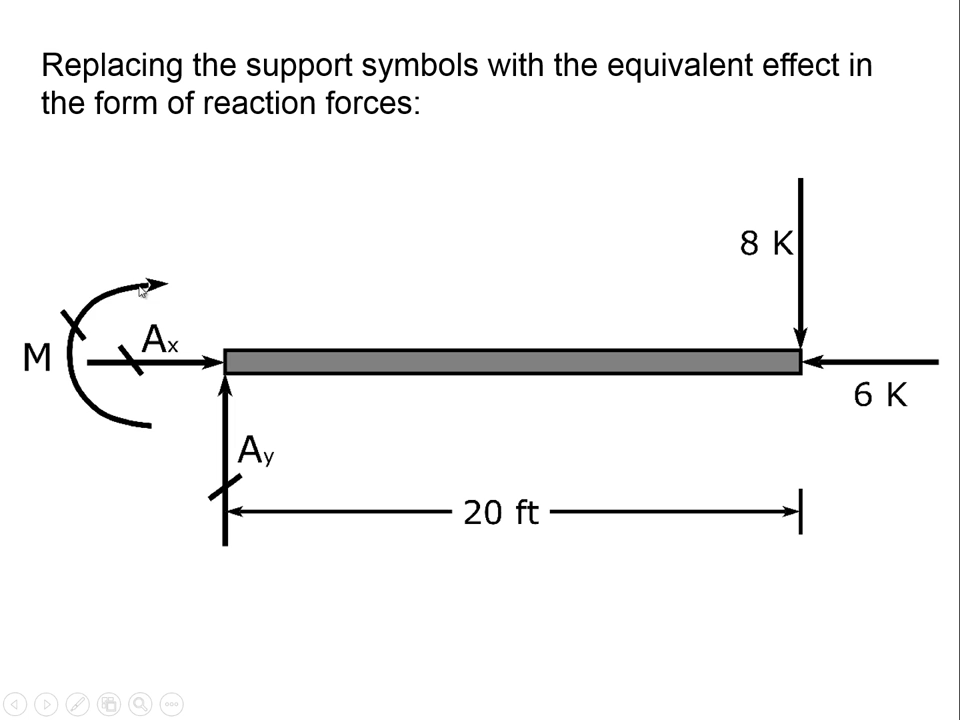 Replacing the support symbols with the equivalent effect in
the form of reaction forces:
8 K
Ax
M
6 K
Ay
20 ft